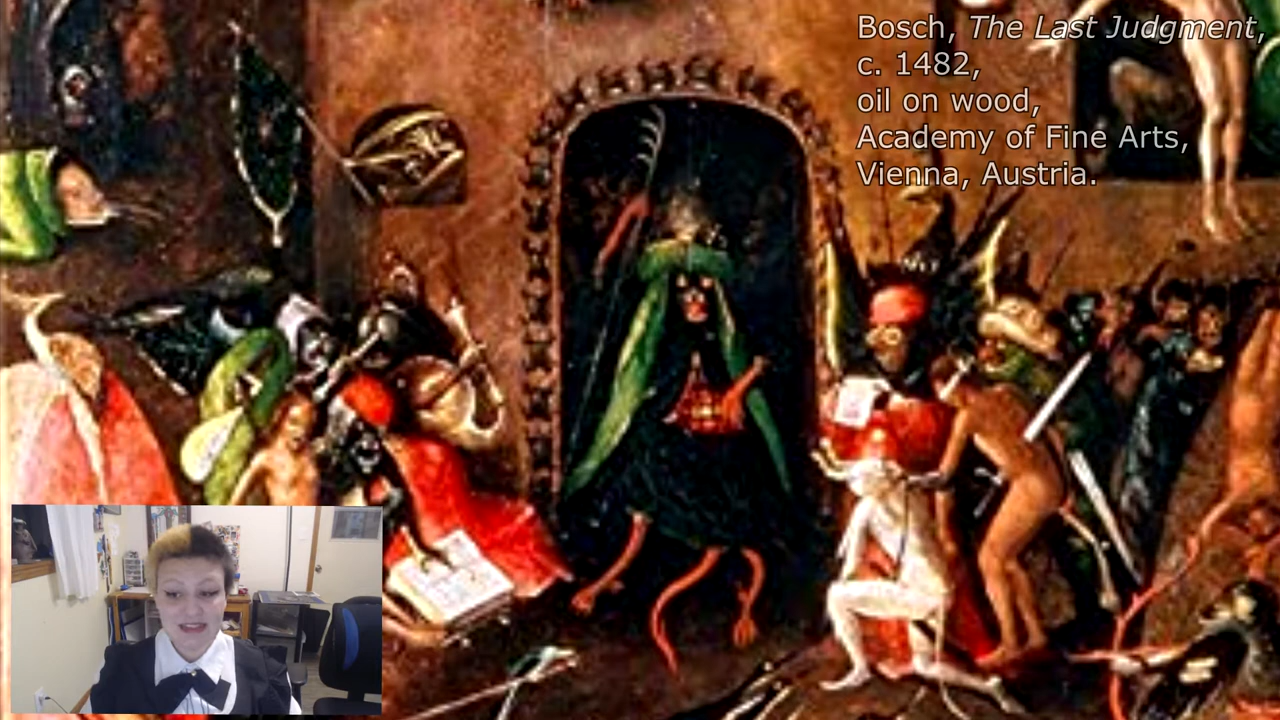 Bosch, The Last Judgment,
c. 1482,
oil on wood,
Academy of Fine Arts,
Vienna, Austria.